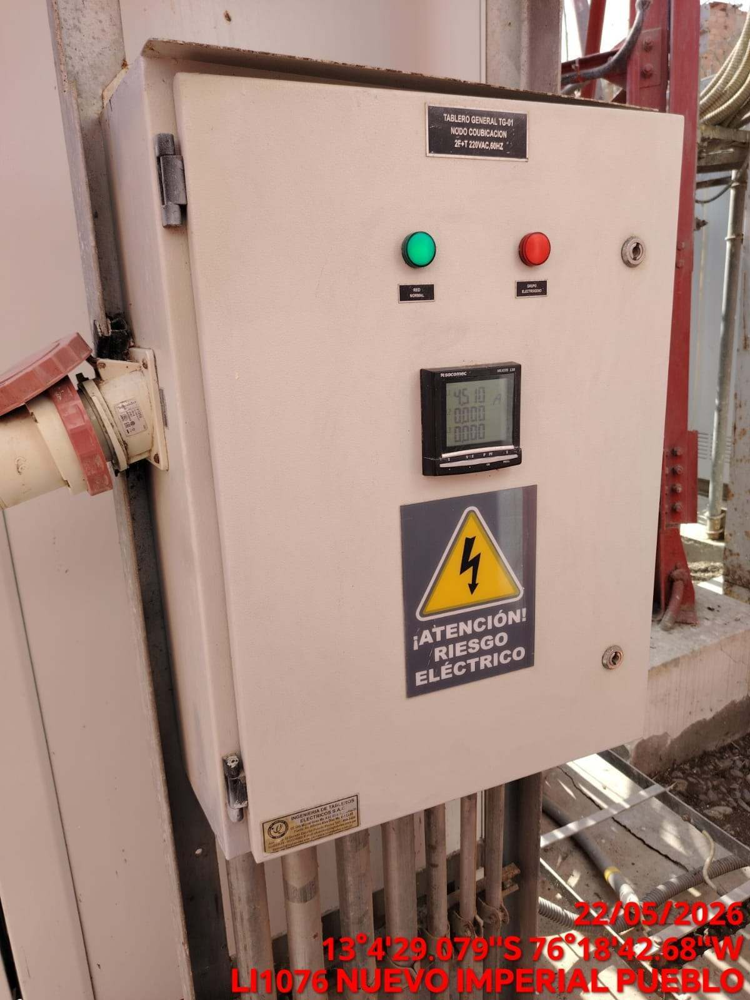 TABLERO GENERAL TG-01
NODO COUBICACION
2F+T 220VAC,60HZ
RED
NORMAL
GRUPO
ELECTROGENO
socomec
4.510 A
0.000
0.000
¡ATENCIÓN!
RIESGO
ELÉCTRICO
INGENIERIA DE TABLEROS
ELECTRICOS S.A.C.
22/05/2026
13°4'29.079"S 76°18'42.68"W
LI1076 NUEVO IMPERIAL PUEBLO